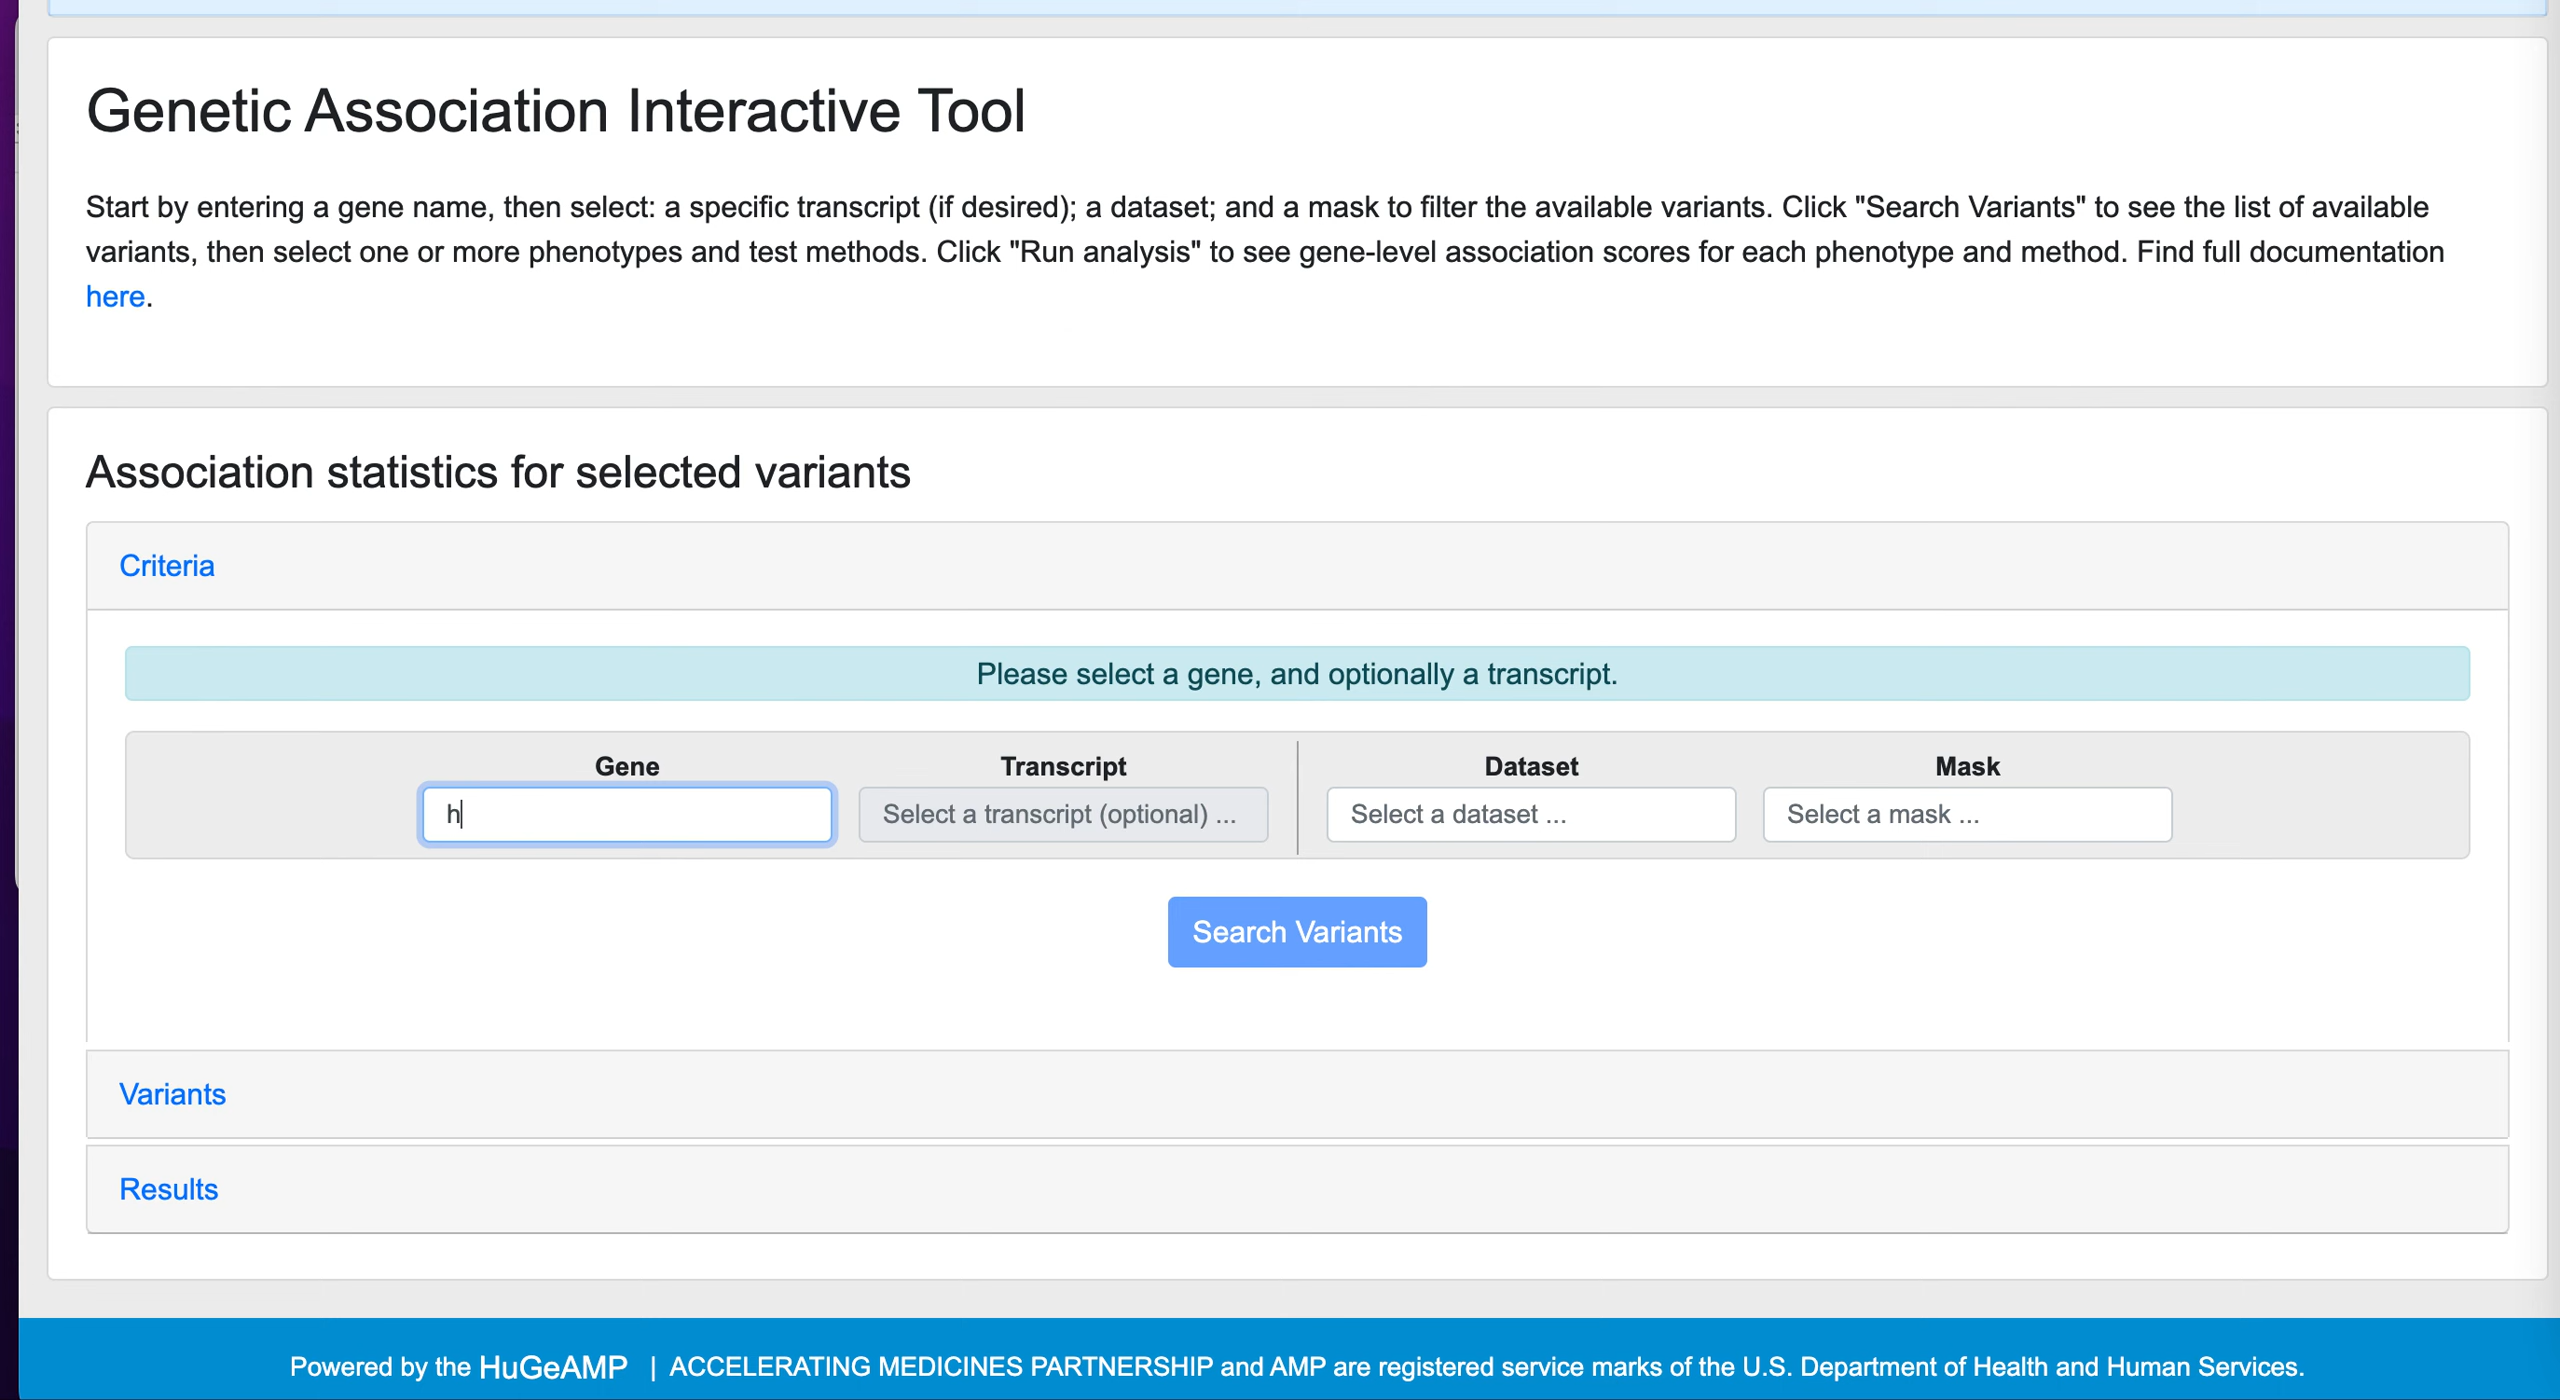 Genetic Association Interactive Tool
Start by entering a gene name, then select: a specific transcript (if desired); a dataset; and a mask to filter the available variants. Click "Search Variants" to see the list of available
variants, then select one or more phenotypes and test methods. Click "Run analysis" to see gene-level association scores for each phenotype and method. Find full documentation
here.
Association statistics for selected variants
Criteria
Please select a gene, and optionally a transcript.
Gene Transcript Dataset Mask
h Select a transcript (optional) ... Select a dataset ... Select a mask ...
Search Variants
Variants
Results
Powered by the HuGeAMP | ACCELERATING MEDICINES PARTNERSHIP and AMP are registered service marks of the U.S. Department of Health and Human Services.